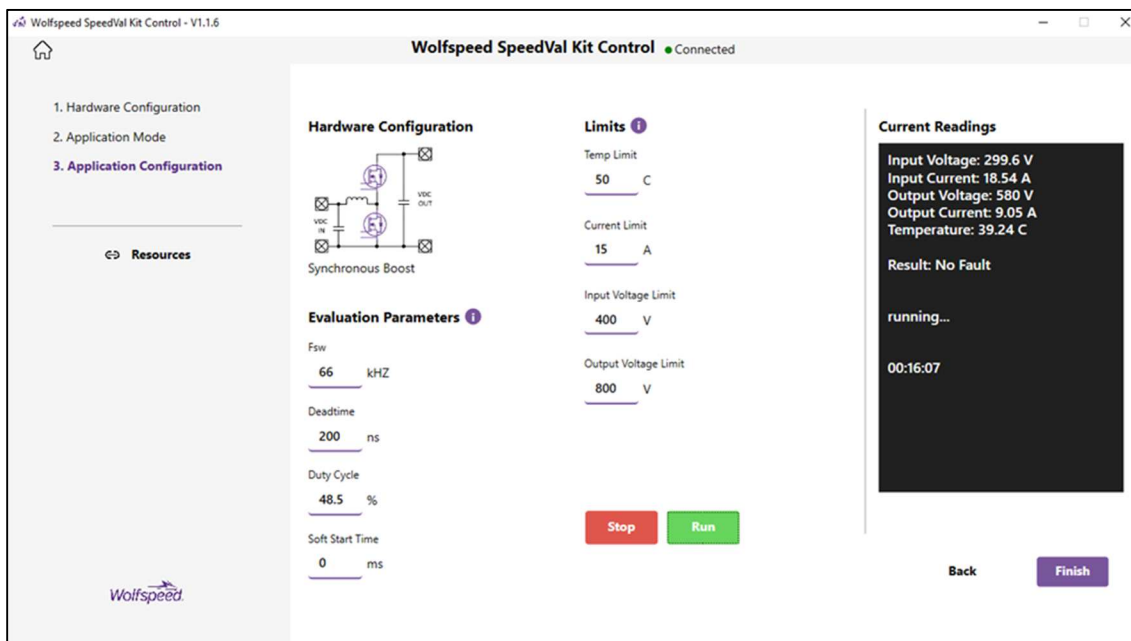 Wolfspeed SpeedVal Kit Control - V1.1.6
Wolfspeed SpeedVal Kit Control Connected
1. Hardware Configuration
2. Application Mode
3. Application Configuration
Resources
Wolfspeed.
Hardware Configuration
VDC
OUT
VDC
IN
Synchronous Boost
Evaluation Parameters
Fsw
66 kHZ
Deadtime
200 ns
Duty Cycle
48.5 %
Soft Start Time
0 ms
Limits
Temp Limit
50 C
Current Limit
15 A
Input Voltage Limit
400 V
Output Voltage Limit
800 V
Stop Run
Current Readings
Input Voltage: 299.6 V
Input Current: 18.54 A
Output Voltage: 580 V
Output Current: 9.05 A
Temperature: 39.24 C
Result: No Fault
running...
00:16:07
Back Finish